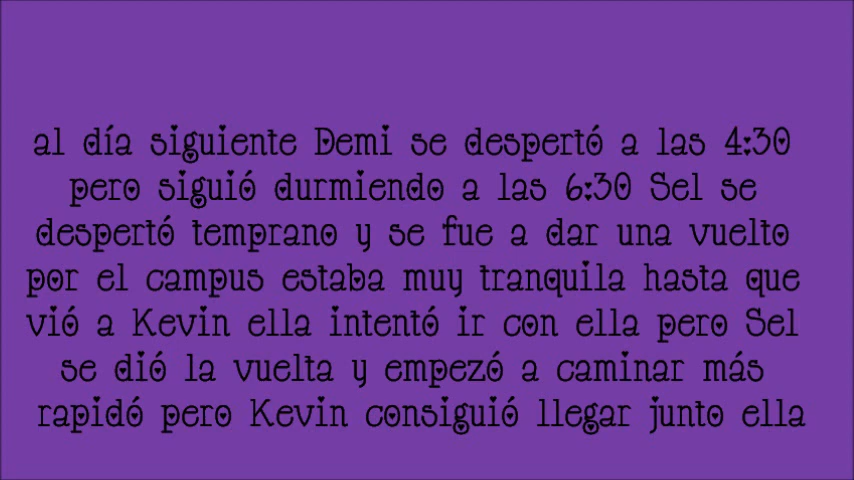 al día siguiente Demi se despertó a las 4:30
pero siguió durmiendo a las 6:30 Sel se
despertó temprano y se fue a dar una vuelto
por el campus estaba muy tranquila hasta que
vió a Kevin ella intentó ir con ella pero Sel
se dió la vuelta y empezó a caminar más
rapidó pero Kevin consiguió llegar junto ella